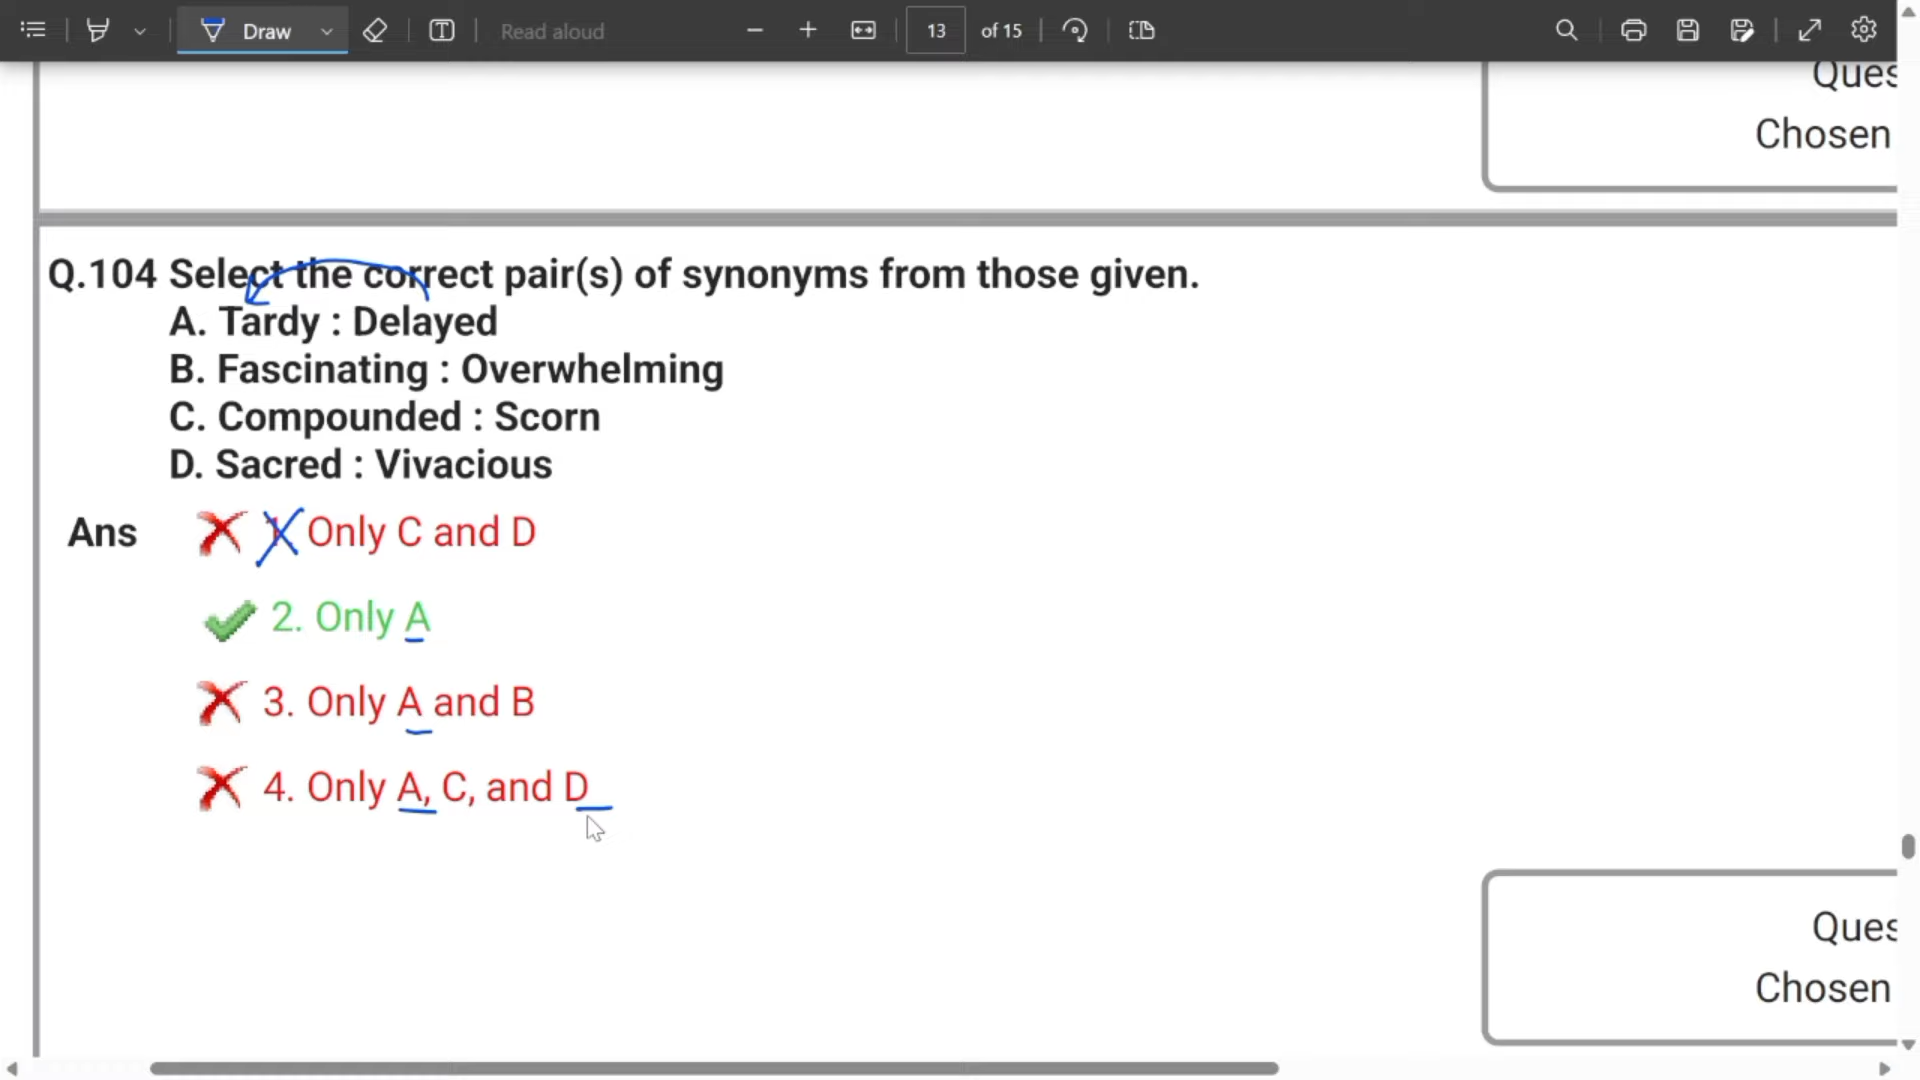 Draw
Read aloud
13
of 15
Ques
Chosen
Q.104 Select the correct pair(s) of synonyms from those given.
A. Tardy : Delayed
B. Fascinating : Overwhelming
C. Compounded : Scorn
D. Sacred : Vivacious
Ans
1. Only C and D
2. Only A
3. Only A and B
4. Only A, C, and D
Ques
Chosen